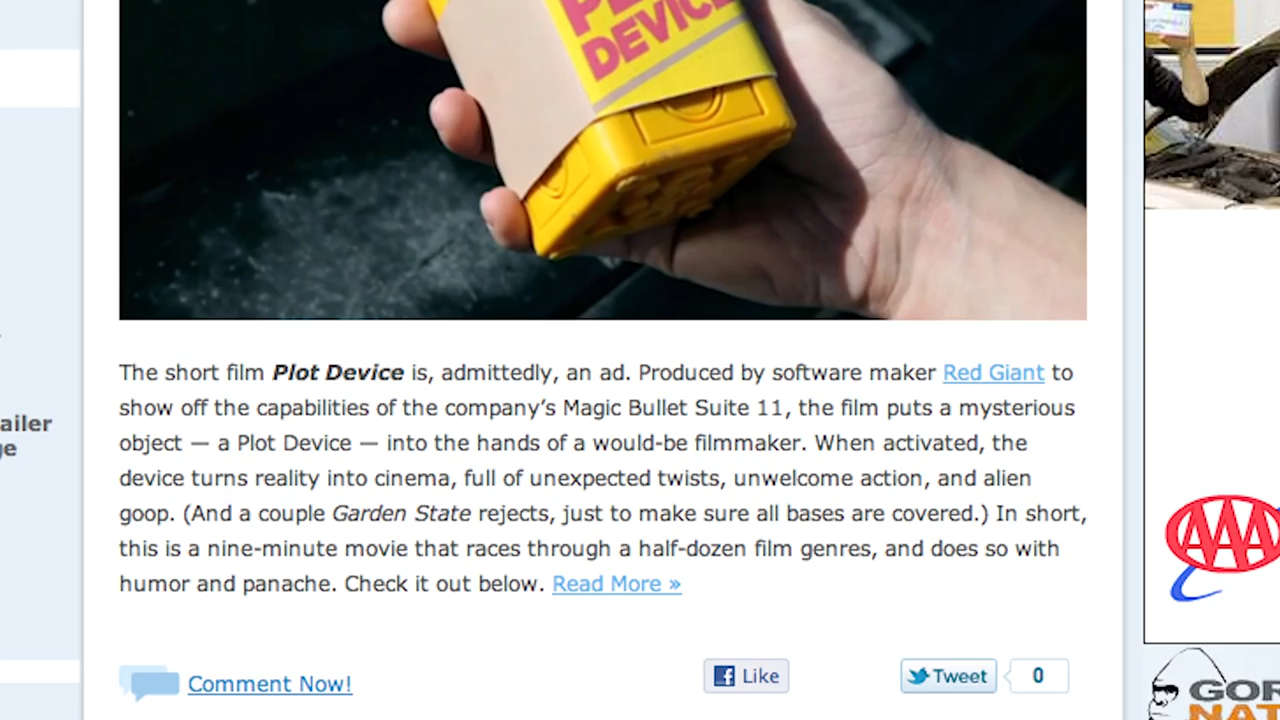 DEVICE
The short film Plot Device is, admittedly, an ad. Produced by software maker Red Giant to
show off the capabilities of the company’s Magic Bullet Suite 11, the film puts a mysterious
object — a Plot Device — into the hands of a would-be filmmaker. When activated, the
device turns reality into cinema, full of unexpected twists, unwelcome action, and alien
goop. (And a couple Garden State rejects, just to make sure all bases are covered.) In short,
this is a nine-minute movie that races through a half-dozen film genres, and does so with
humor and panache. Check it out below. Read More »
Comment Now!
Like
Tweet
0
ailer
AAA